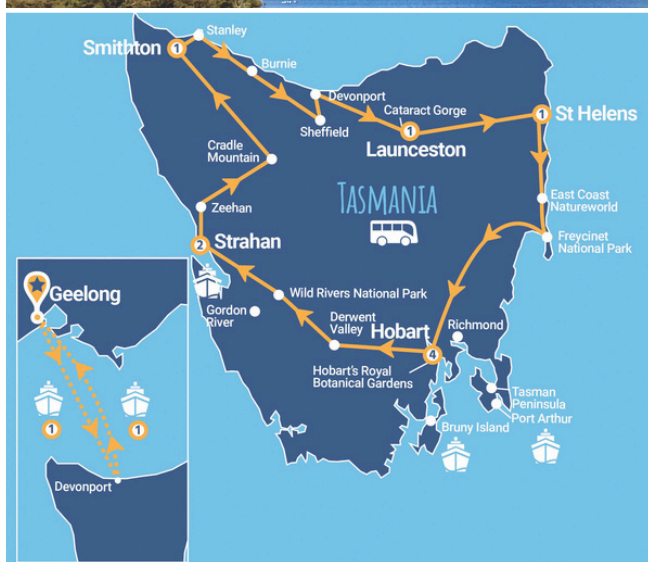 Stanley
Smithton
1
Burnie
Devonport
Cataract Gorge
1
St Helens
1
Sheffield
Launceston
Cradle
Mountain
TASMANIA
East Coast
Natureworld
Zeehan
Freycinet
National Park
2
Strahan
Wild Rivers National Park
Gordon
River
Derwent
Valley
Hobart
4
Richmond
Hobart's Royal
Botanical Gardens
Tasman
Peninsula
Port Arthur
Bruny Island
Geelong
1
1
Devonport